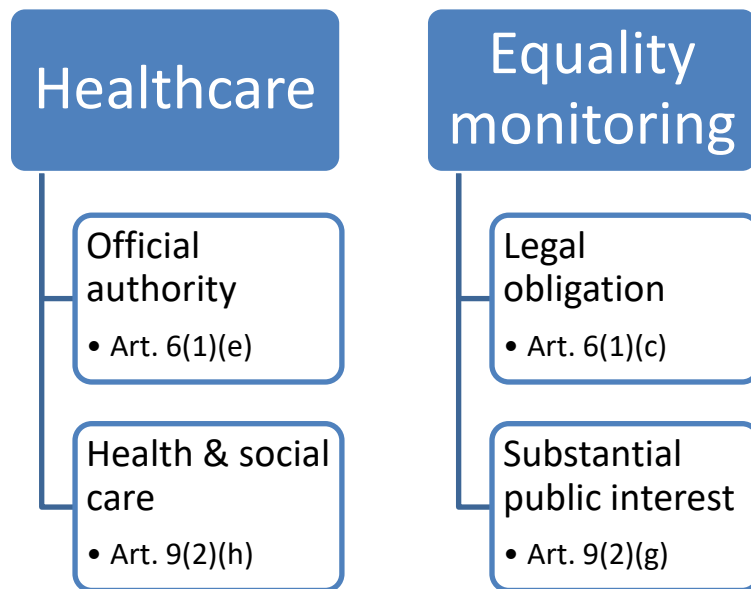 Healthcare
Official
authority
• Art. 6(1)(e)
Health & social
care
• Art. 9(2)(h)
Equality
monitoring
Legal
obligation
• Art. 6(1)(c)
Substantial
public interest
• Art. 9(2)(g)